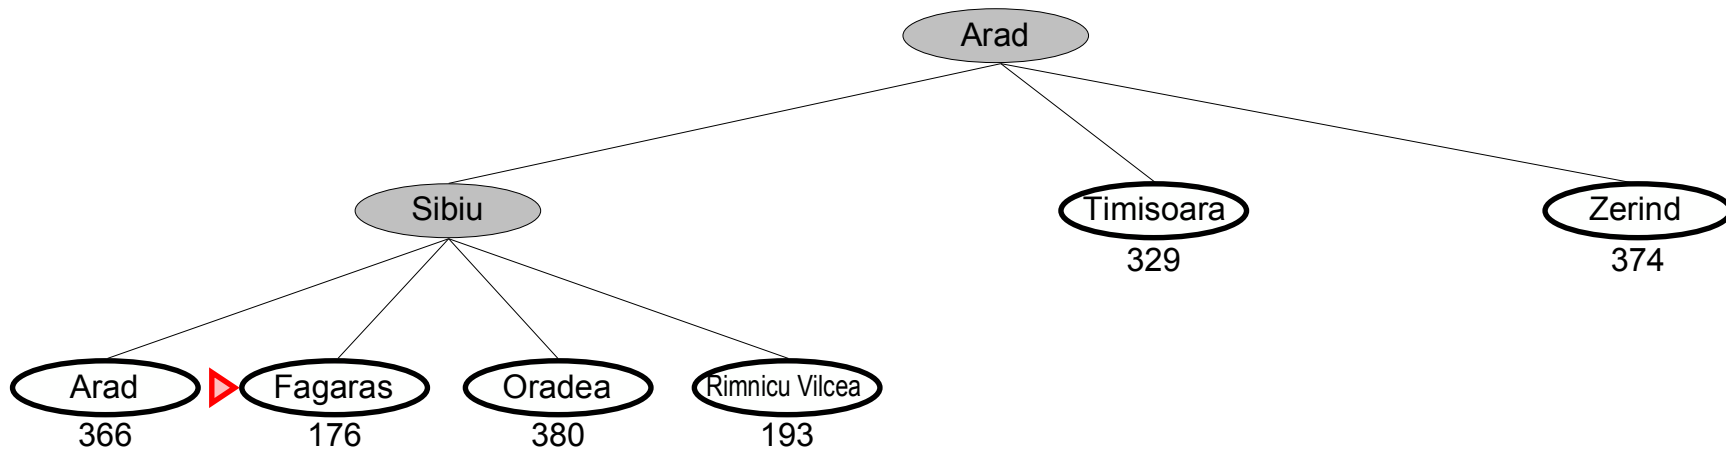 Arad
Sibiu
Timisoara
Zerind
329
374
Arad
Fagaras
Oradea
Rimnicu Vilcea
366
176
380
193